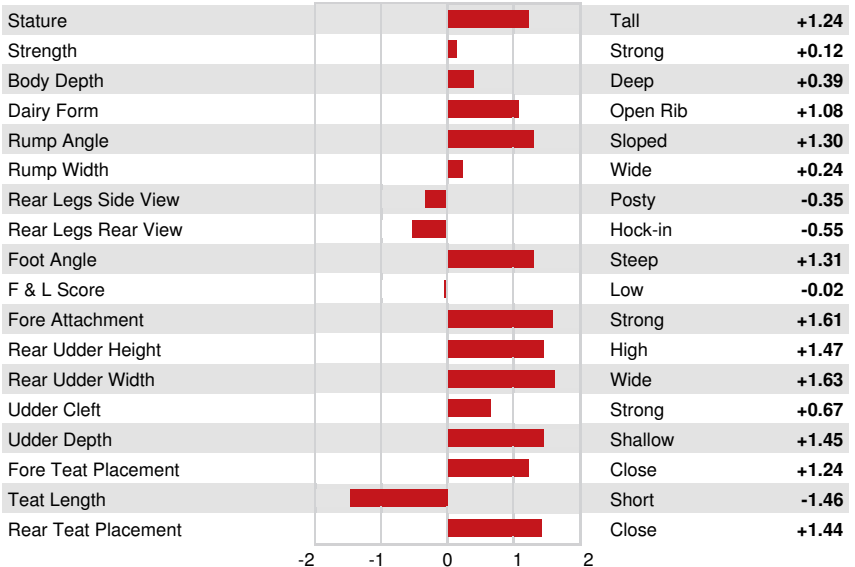 Stature Tall +1.24
Strength Strong +0.12
Body Depth Deep +0.39
Dairy Form Open Rib +1.08
Rump Angle Sloped +1.30
Rump Width Wide +0.24
Rear Legs Side View Posty -0.35
Rear Legs Rear View Hock-in -0.55
Foot Angle Steep +1.31
F & L Score Low -0.02
Fore Attachment Strong +1.61
Rear Udder Height High +1.47
Rear Udder Width Wide +1.63
Udder Cleft Strong +0.67
Udder Depth Shallow +1.45
Fore Teat Placement Close +1.24
Teat Length Short -1.46
Rear Teat Placement Close +1.44
-2 -1 0 1 2